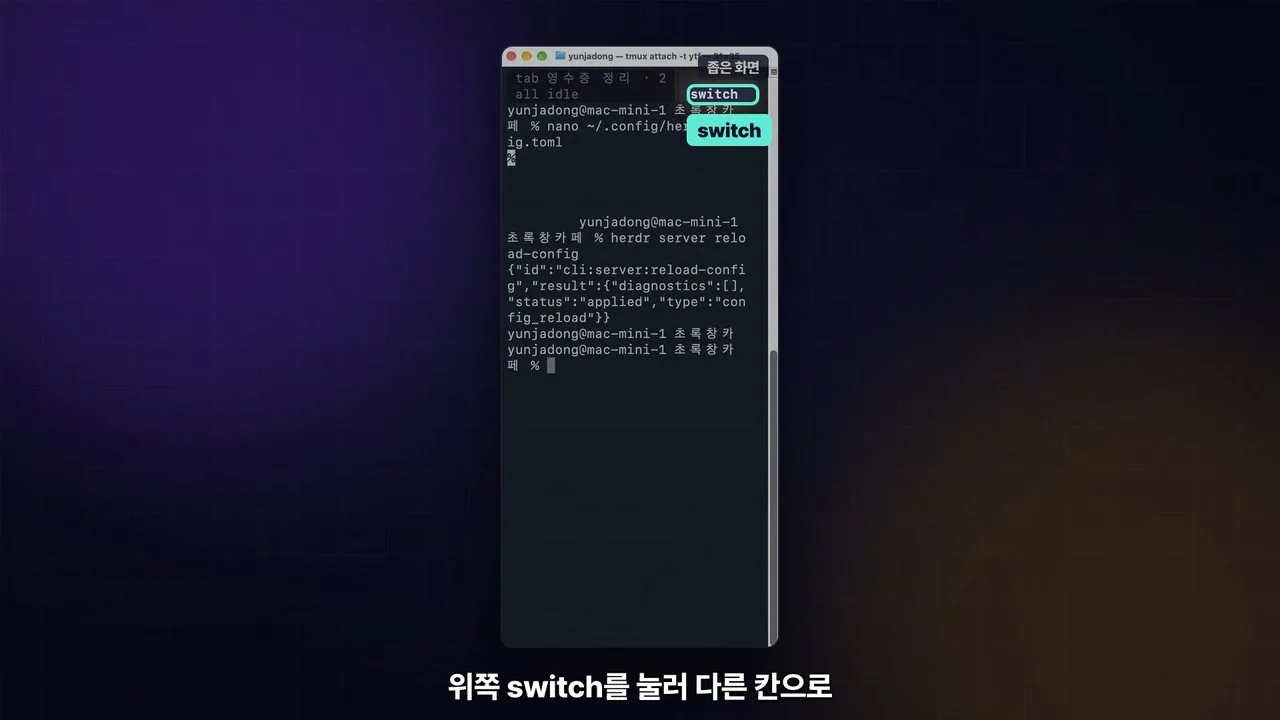 yunjadong — tmux attach -t
좁은 화면
tab 영수증 정리 · 2
all idle
switch
switch
yunjadong@mac-mini-1 초록창카
페 % nano ~/.config/
ig.toml
%
yunjadong@mac-mini-1
초록창카페 % herdr server relo
ad-config
{"id":"cli:server:reload-confi
g","result":{"diagnostics":[],
"status":"applied","type":"con
fig_reload"}}
yunjadong@mac-mini-1 초록창카
yunjadong@mac-mini-1 초록창카
페 %
위쪽 switch를 눌러 다른 칸으로